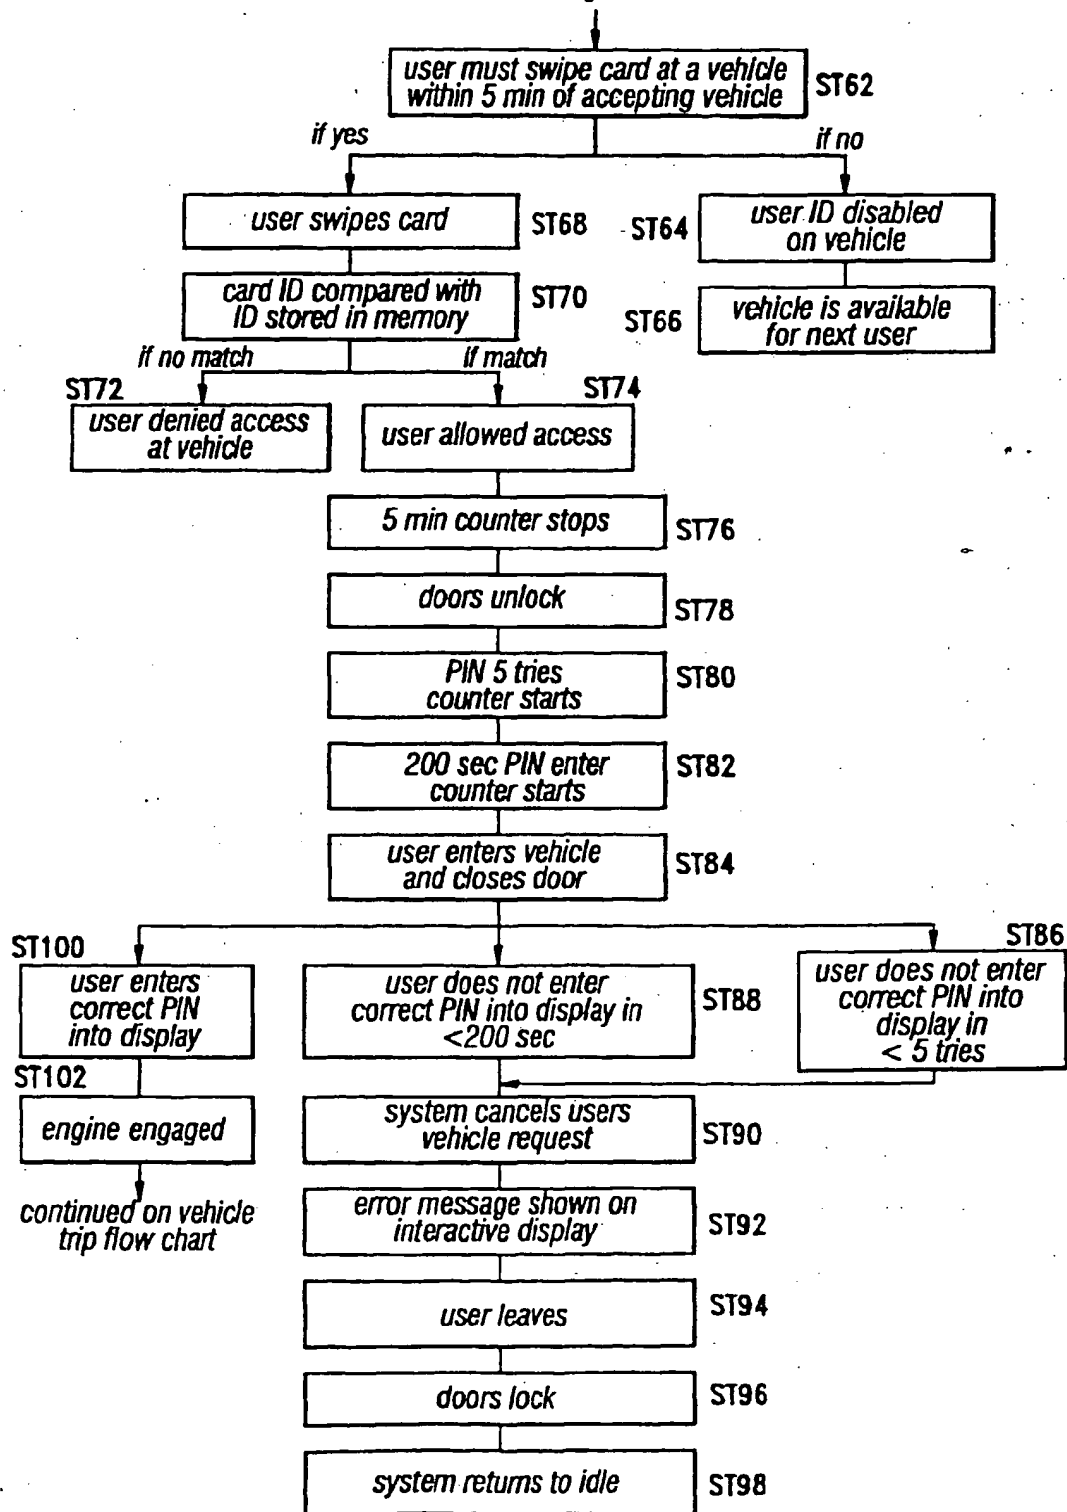 user must swipe card at a vehicle
within 5 min of accepting vehicle
ST62
if yes
if no
user swipes card
ST68
ST64
user ID disabled
on vehicle
card ID compared with
ID stored in memory
ST70
ST66
vehicle is available
for next user
if no match
if match
ST72
ST74
user denied access
at vehicle
user allowed access
5 min counter stops
ST76
doors unlock
ST78
PIN 5 tries
counter starts
ST80
200 sec PIN enter
counter starts
ST82
user enters vehicle
and closes door
ST84
ST100
user enters
correct PIN
into display
user does not enter
correct PIN into display in
<200 sec
ST88
ST86
user does not enter
correct PIN into
display in
< 5 tries
ST102
engine engaged
continued on vehicle
trip flow chart
system cancels users
vehicle request
ST90
error message shown on
interactive display
ST92
user leaves
ST94
doors lock
ST96
system returns to idle
ST98